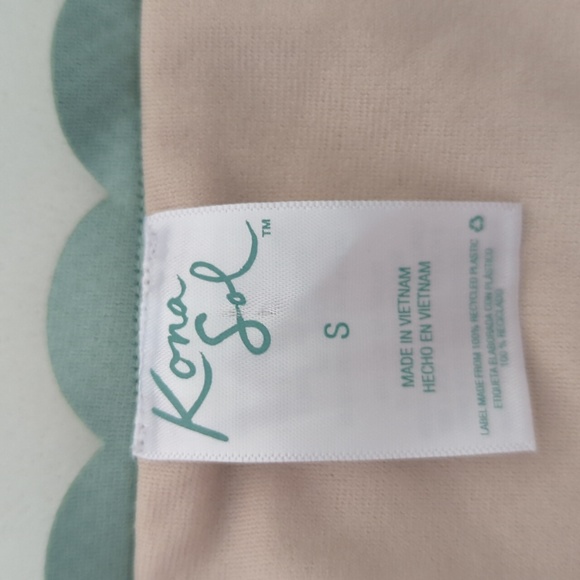 Kona
Sol™
S
MADE IN VIETNAM
HECHO EN VIETNAM
LABEL MADE FROM 100% RECYCLED PLASTIC
ETIQUETA ELABORADA CON PLÁSTICO
100 % RECICLADO